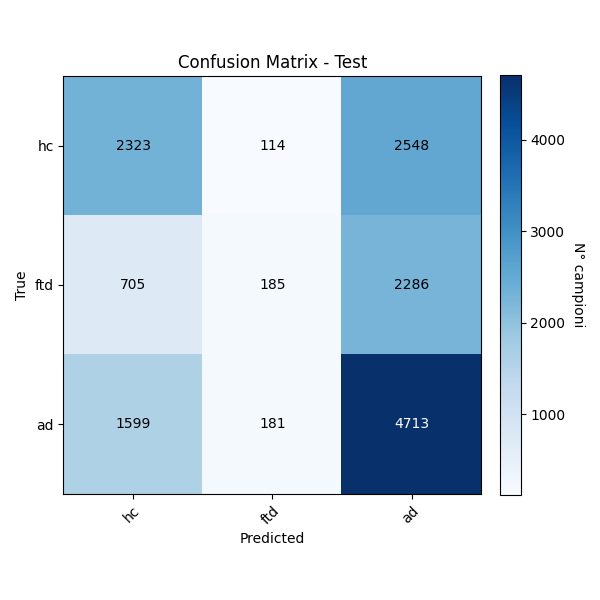 Confusion Matrix - Test
hc 2323 114 2548
ftd 705 185 2286
ad 1599 181 4713
hc ftd ad
Predicted
True
4000
3000
2000
1000
N° campioni